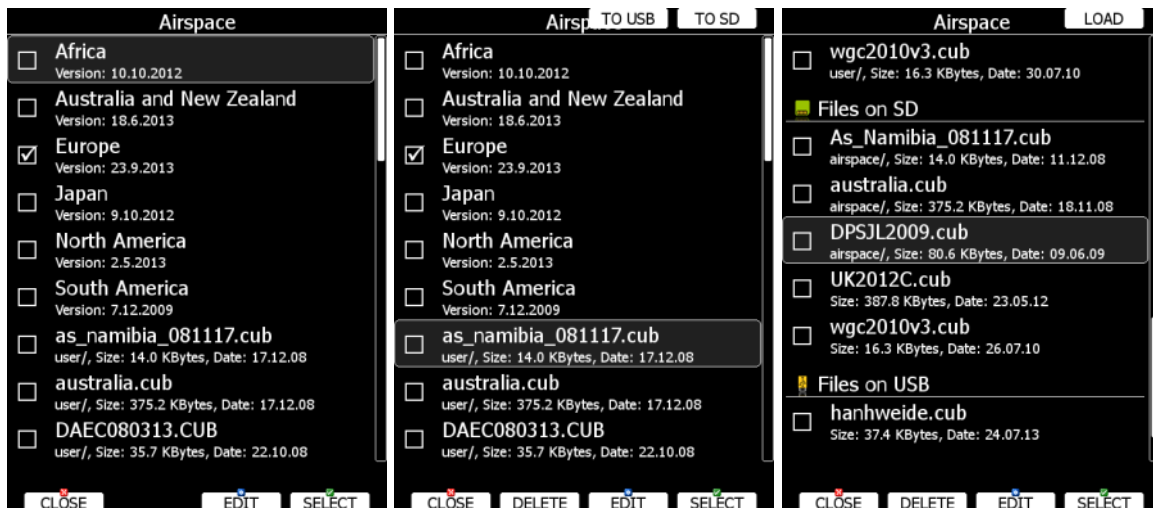 Airspace
Africa
Version: 10.10.2012
Australia and New Zealand
Version: 18.6.2013
Europe
Version: 23.9.2013
Japan
Version: 9.10.2012
North America
Version: 2.5.2013
South America
Version: 7.12.2009
as_namibia_081117.cub
user/, Size: 14.0 KBytes, Date: 17.12.08
australia.cub
user/, Size: 375.2 KBytes, Date: 17.12.08
DAEC080313.CUB
user/, Size: 35.7 KBytes, Date: 22.10.08
CLOSE EDIT SELECT
Airsp TO USB TO SD
Africa
Version: 10.10.2012
Australia and New Zealand
Version: 18.6.2013
Europe
Version: 23.9.2013
Japan
Version: 9.10.2012
North America
Version: 2.5.2013
South America
Version: 7.12.2009
as_namibia_081117.cub
user/, Size: 14.0 KBytes, Date: 17.12.08
australia.cub
user/, Size: 375.2 KBytes, Date: 17.12.08
DAEC080313.CUB
user/, Size: 35.7 KBytes, Date: 22.10.08
CLOSE DELETE EDIT SELECT
Airspace LOAD
wgc2010v3.cub
user/, Size: 16.3 KBytes, Date: 30.07.10
Files on SD
As_Namibia_081117.cub
airspace/, Size: 14.0 KBytes, Date: 11.12.08
australia.cub
airspace/, Size: 375.2 KBytes, Date: 18.11.08
DPSJL2009.cub
airspace/, Size: 80.6 KBytes, Date: 09.06.09
UK2012C.cub
Size: 387.8 KBytes, Date: 23.05.12
wgc2010v3.cub
Size: 16.3 KBytes, Date: 26.07.10
Files on USB
hanhweide.cub
Size: 37.4 KBytes, Date: 24.07.13
CLOSE DELETE EDIT SELECT